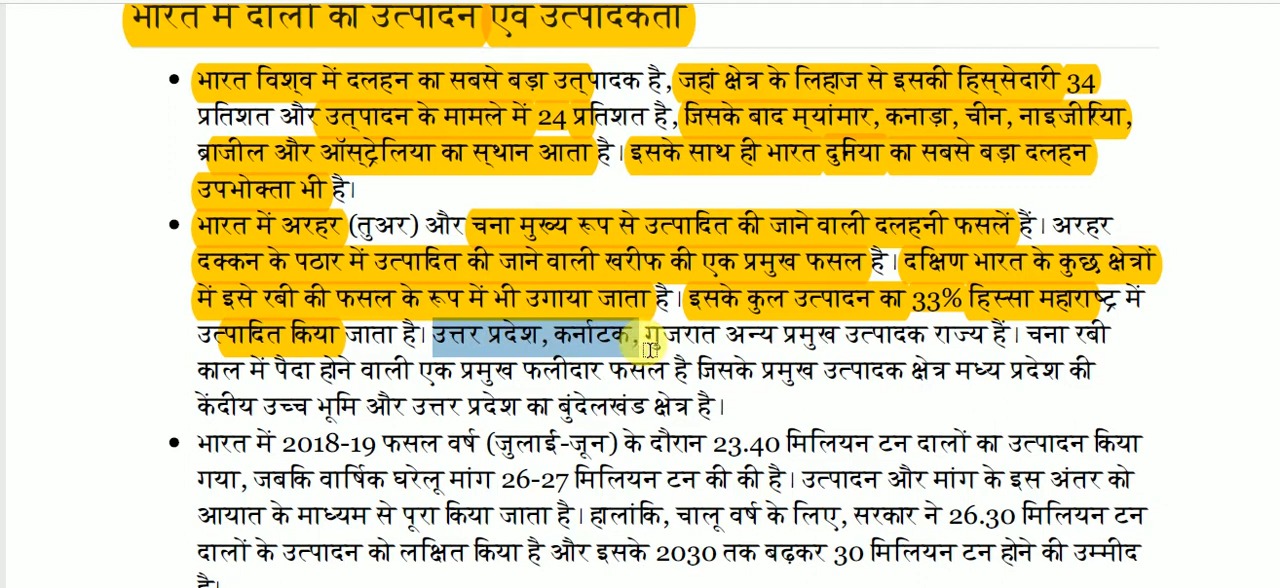 भारत में दालों का उत्पादन एवं उत्पादकता
• भारत विश्व में दलहन का सबसे बड़ा उत्पादक है, जहां क्षेत्र के लिहाज से इसकी हिस्सेदारी 34
प्रतिशत और उत्पादन के मामले में 24 प्रतिशत है, जिसके बाद म्यांमार, कनाड़ा, चीन, नाइजीरिया,
ब्राजील और ऑस्ट्रेलिया का स्थान आता है। इसके साथ ही भारत दुनिया का सबसे बड़ा दलहन
उपभोक्ता भी है।
• भारत में अरहर (तुअर) और चना मुख्य रूप से उत्पादित की जाने वाली दलहनी फसलें हैं। अरहर
दक्कन के पठार में उत्पादित की जाने वाली खरीफ की एक प्रमुख फसल है। दक्षिण भारत के कुछ क्षेत्रों
में इसे रबी की फसल के रूप में भी उगाया जाता है। इसके कुल उत्पादन का 33% हिस्सा महाराष्ट्र में
उत्पादित किया जाता है। उत्तर प्रदेश, कर्नाटक, गुजरात अन्य प्रमुख उत्पादक राज्य हैं। चना रबी
काल में पैदा होने वाली एक प्रमुख फलीदार फसल है जिसके प्रमुख उत्पादक क्षेत्र मध्य प्रदेश की
केंदीय उच्च भूमि और उत्तर प्रदेश का बुंदेलखंड क्षेत्र है।
• भारत में 2018-19 फसल वर्ष (जुलाई-जून) के दौरान 23.40 मिलियन टन दालों का उत्पादन किया
गया, जबकि वार्षिक घरेलू मांग 26-27 मिलियन टन की की है। उत्पादन और मांग के इस अंतर को
आयात के माध्यम से पूरा किया जाता है। हालांकि, चालू वर्ष के लिए, सरकार ने 26.30 मिलियन टन
दालों के उत्पादन को लक्षित किया है और इसके 2030 तक बढ़कर 30 मिलियन टन होने की उम्मीद
है।